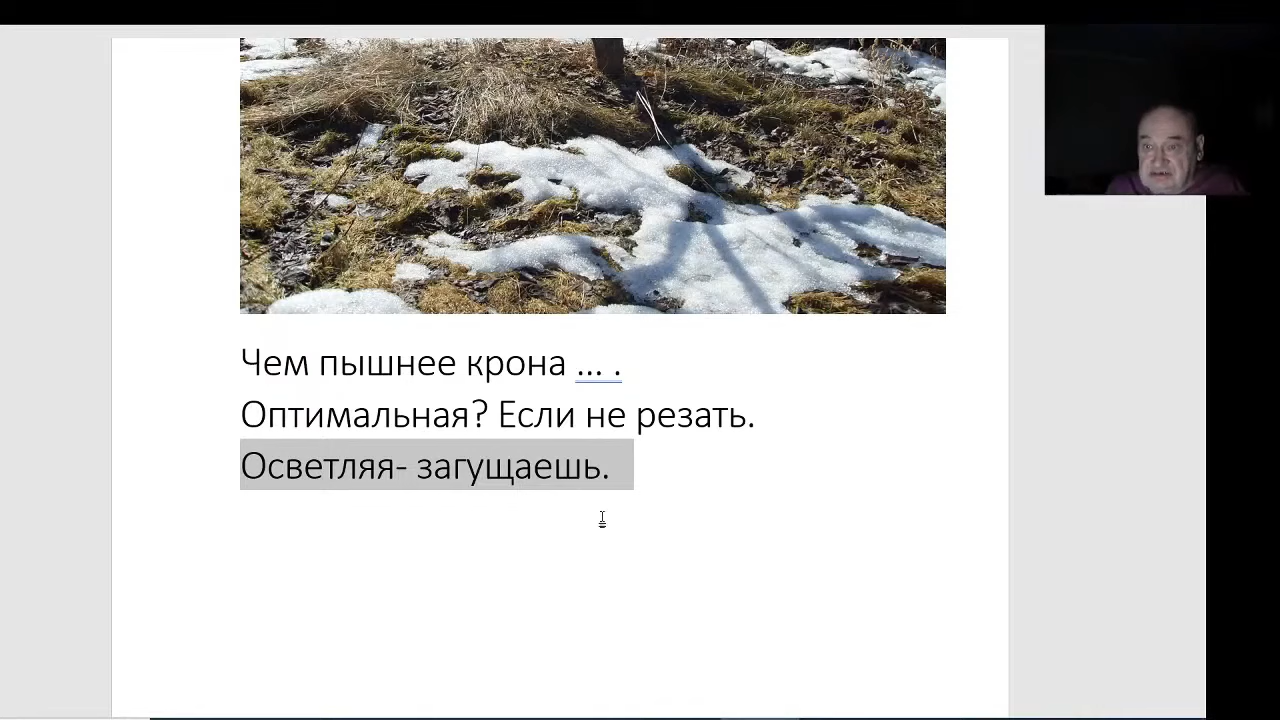 Чем пышнее крона ... .
Оптимальная? Если не резать.
Осветляя- загущаешь.